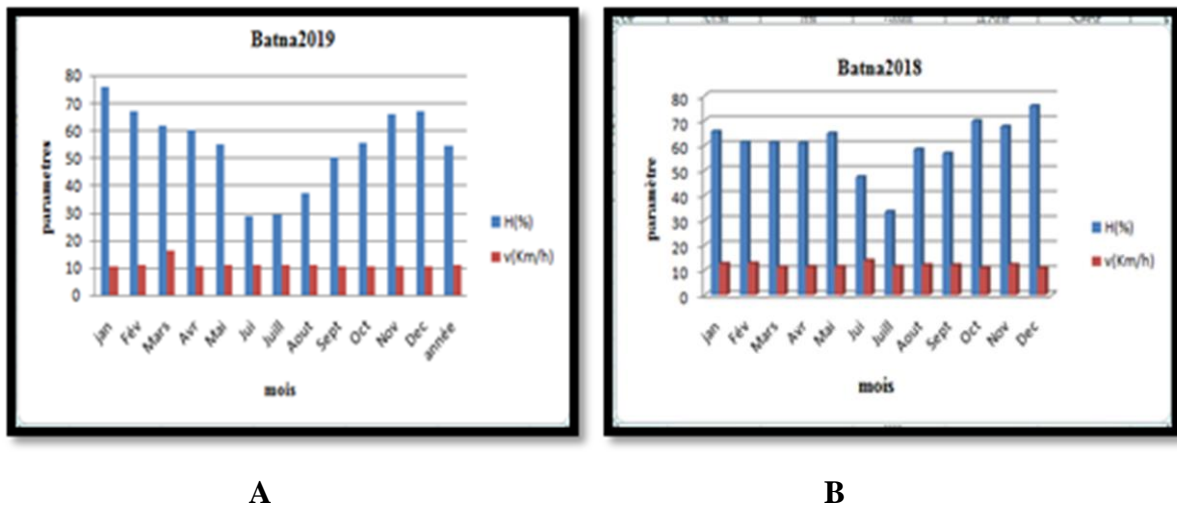 Batna2019
80
70
60
50
40
30
20
10
0
parametres
jan Fév Mars Avr Mai Jui Juill Aout Sept Oct Nov Dec année
mois
H(%)
v(Km/h)
A
Batna2018
80
70
60
50
40
30
20
10
0
paramètre
jan Fév Mars Avr Mai Jui Juill Aout Sept Oct Nov Dec
mois
H(%)
v(Km/h)
B